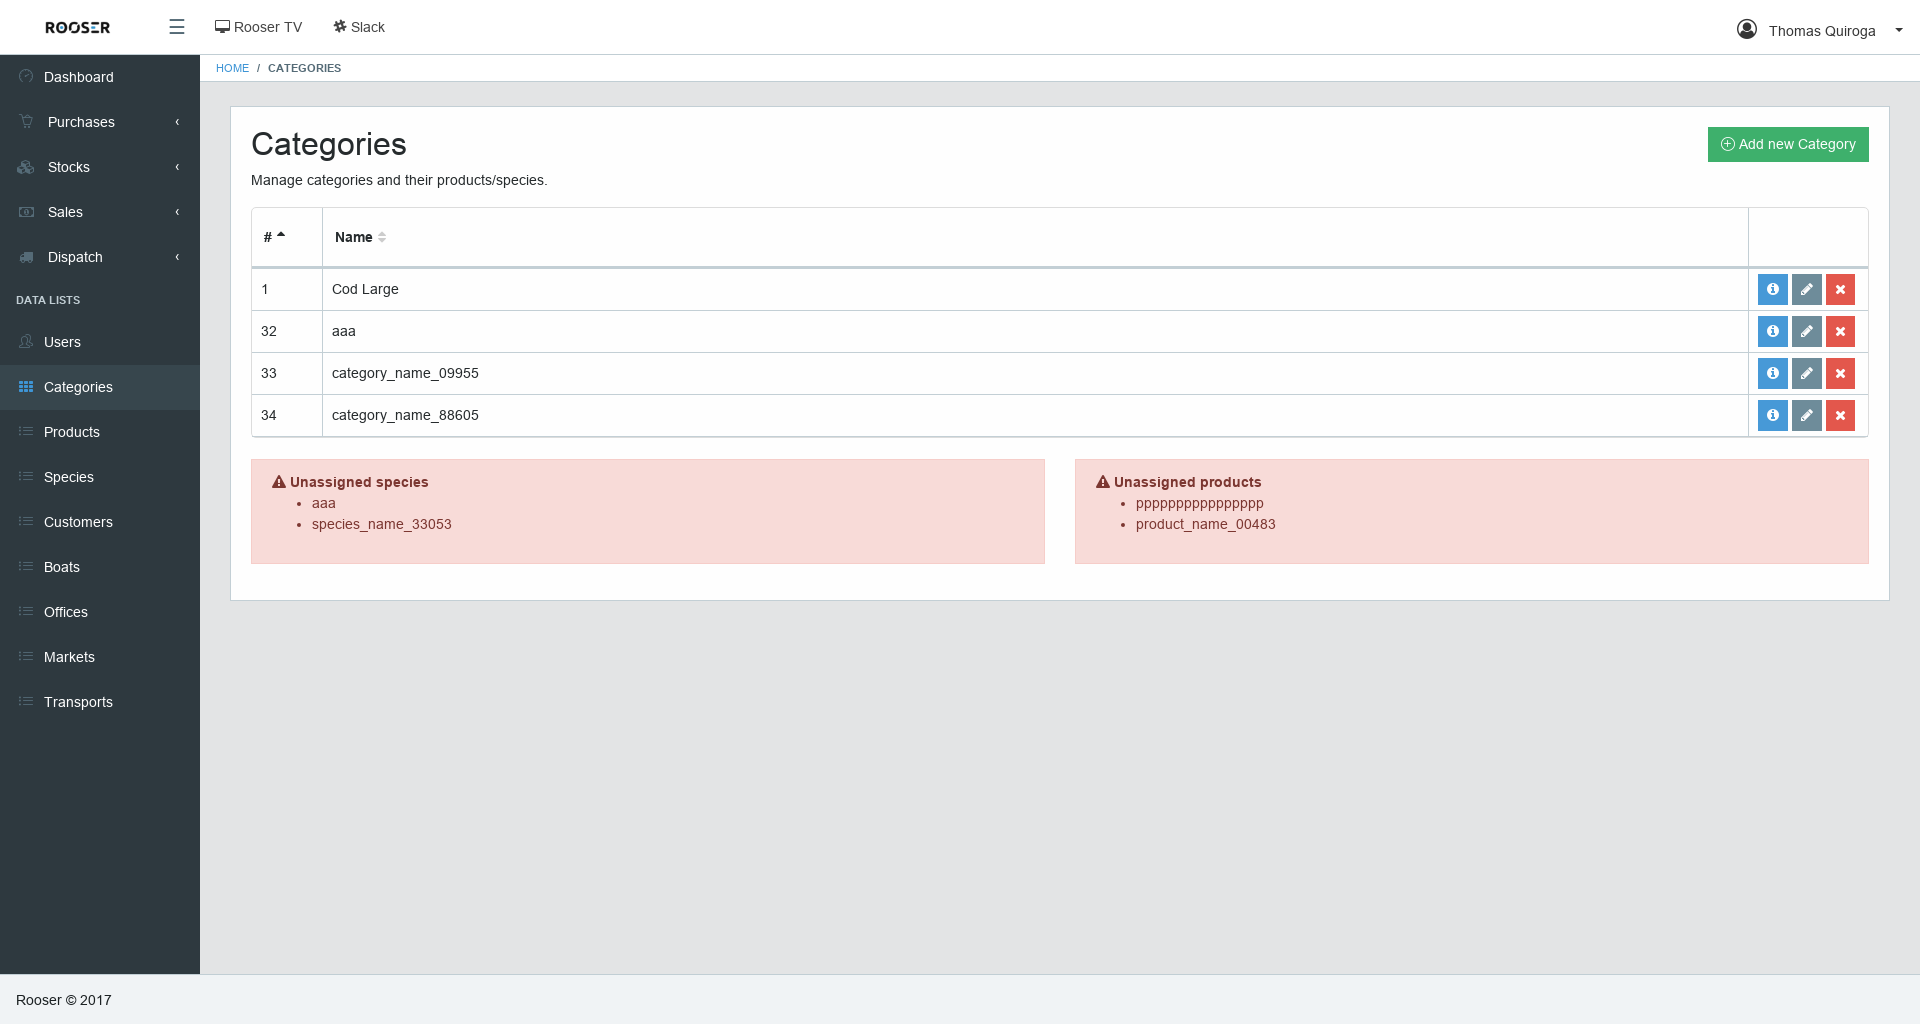 ROOSER
Rooser TV
Slack
Thomas Quiroga
HOME / CATEGORIES
Dashboard
Purchases
Stocks
Sales
Dispatch
DATA LISTS
Users
Categories
Products
Species
Customers
Boats
Offices
Markets
Transports
Categories
Add new Category
Manage categories and their products/species.
# Name
1 Cod Large
32 aaa
33 category_name_09955
34 category_name_88605
Unassigned species
• aaa
• species_name_33053
Unassigned products
• pppppppppppppppp
• product_name_00483
Rooser © 2017